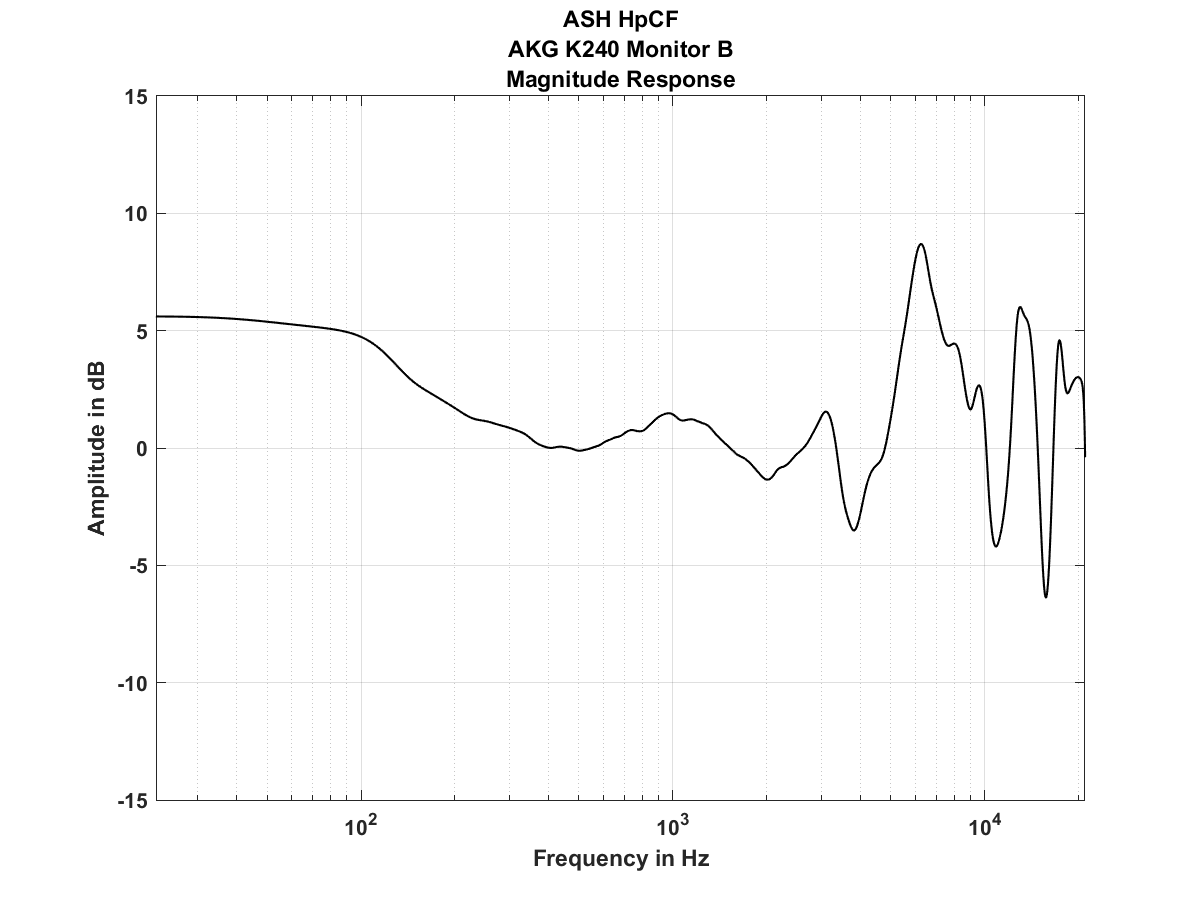 ASH HpCF
AKG K240 Monitor B
Magnitude Response
15
10
5
0
-5
-10
-15
Amplitude in dB
10² 10³ 10⁴
Frequency in Hz